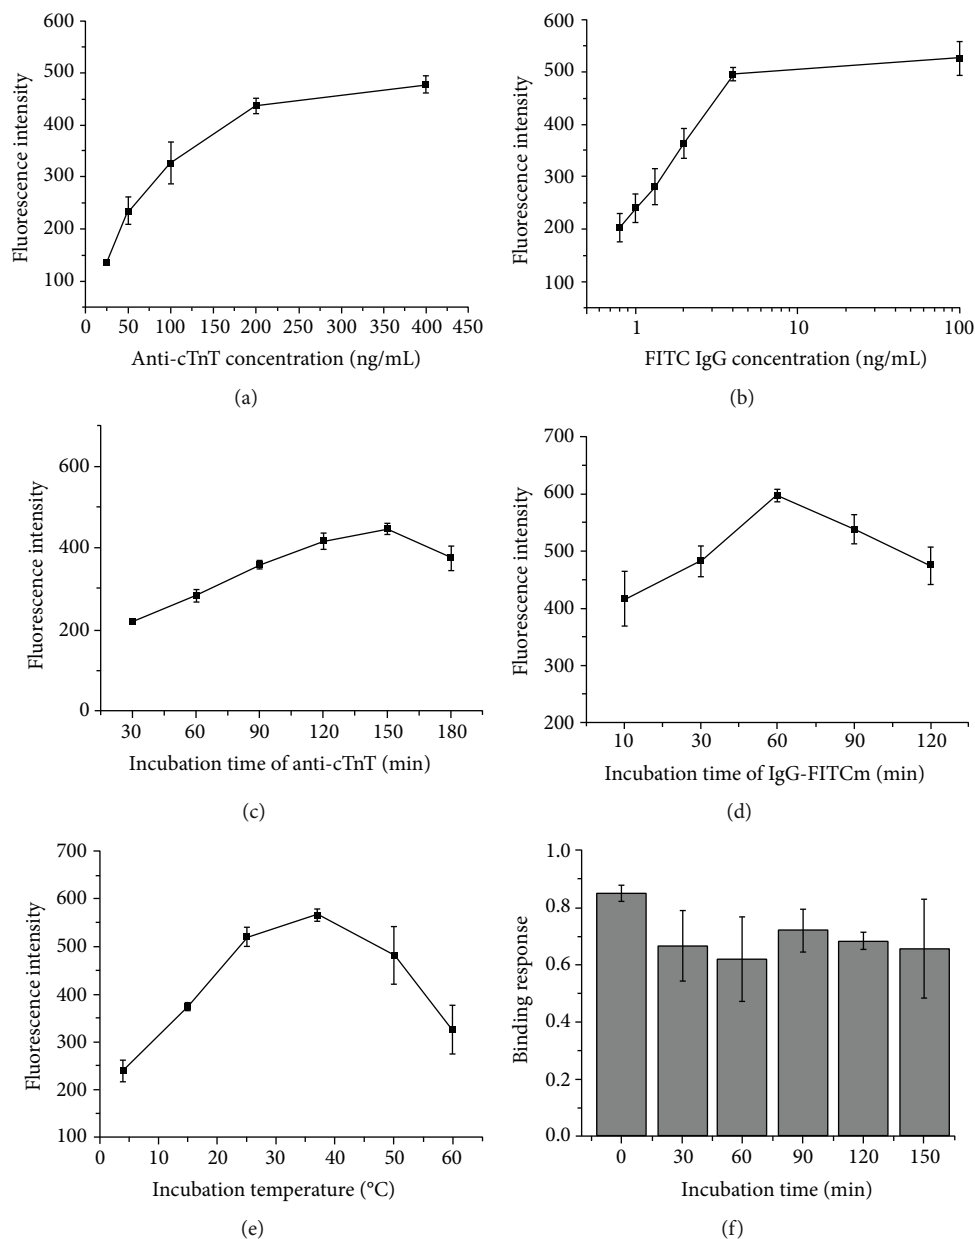 600
500
400
300
200
100
Fluorescence intensity
0 50 100 150 200 250 300 350 400 450
Anti-cTnT concentration (ng/mL)
(a)
600
500
400
300
200
100
Fluorescence intensity
1 10 100
FITC IgG concentration (ng/mL)
(b)
600
400
200
0
Fluorescence intensity
30 60 90 120 150 180
Incubation time of anti-cTnT (min)
(c)
700
600
500
400
300
200
Fluorescence intensity
10 30 60 90 120
Incubation time of IgG-FITCm (min)
(d)
700
600
500
400
300
200
100
Fluorescence intensity
0 10 20 30 40 50 60
Incubation temperature (°C)
(e)
1.0
0.8
0.6
0.4
0.2
0.0
Binding response
0 30 60 90 120 150
Incubation time (min)
(f)